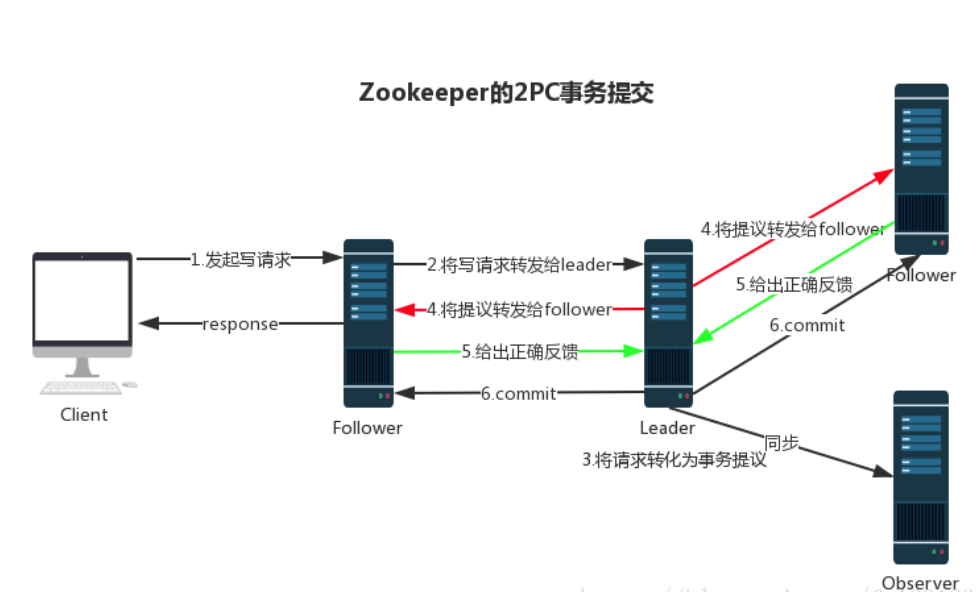 Zookeeper的2PC事务提交
1.发起写请求
2.将写请求转发给leader
4.将提议转发给follower
4.将提议转发给follower
response
5.给出正确反馈
5.给出正确反馈
6.commit
6.commit
Client
Follower
Leader
Follower
同步
3.将请求转化为事务提议
Observer